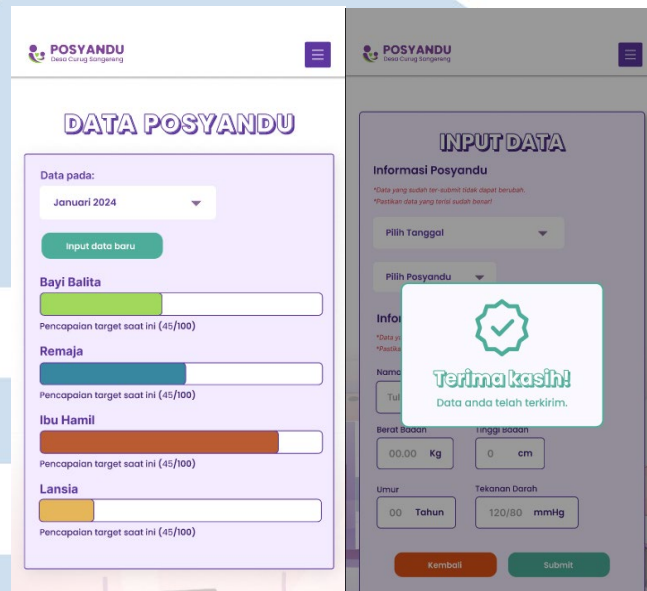 POSYANDU
Desa Curug Sangereng
DATA POSYANDU
Data pada:
Januari 2024
Input data baru
Bayi Balita
Pencapaian target saat ini (45/100)
Remaja
Pencapaian target saat ini (45/100)
Ibu Hamil
Pencapaian target saat ini (45/100)
Lansia
Pencapaian target saat ini (45/100)
POSYANDU
Desa Curug Sangereng
INPUT DATA
Informasi Posyandu
*Data yang sudah ter-submit tidak dapat berubah.
*Pastikan data yang terisi sudah benar!
Pilih Tanggal
Pilih Posyandu
Terima kasih!
Data anda telah terkirim.
Berat Badan
Tinggi Badan
00.00 Kg
0 cm
Umur
Tekanan Darah
00 Tahun
120/80 mmHg
Kembali
Submit